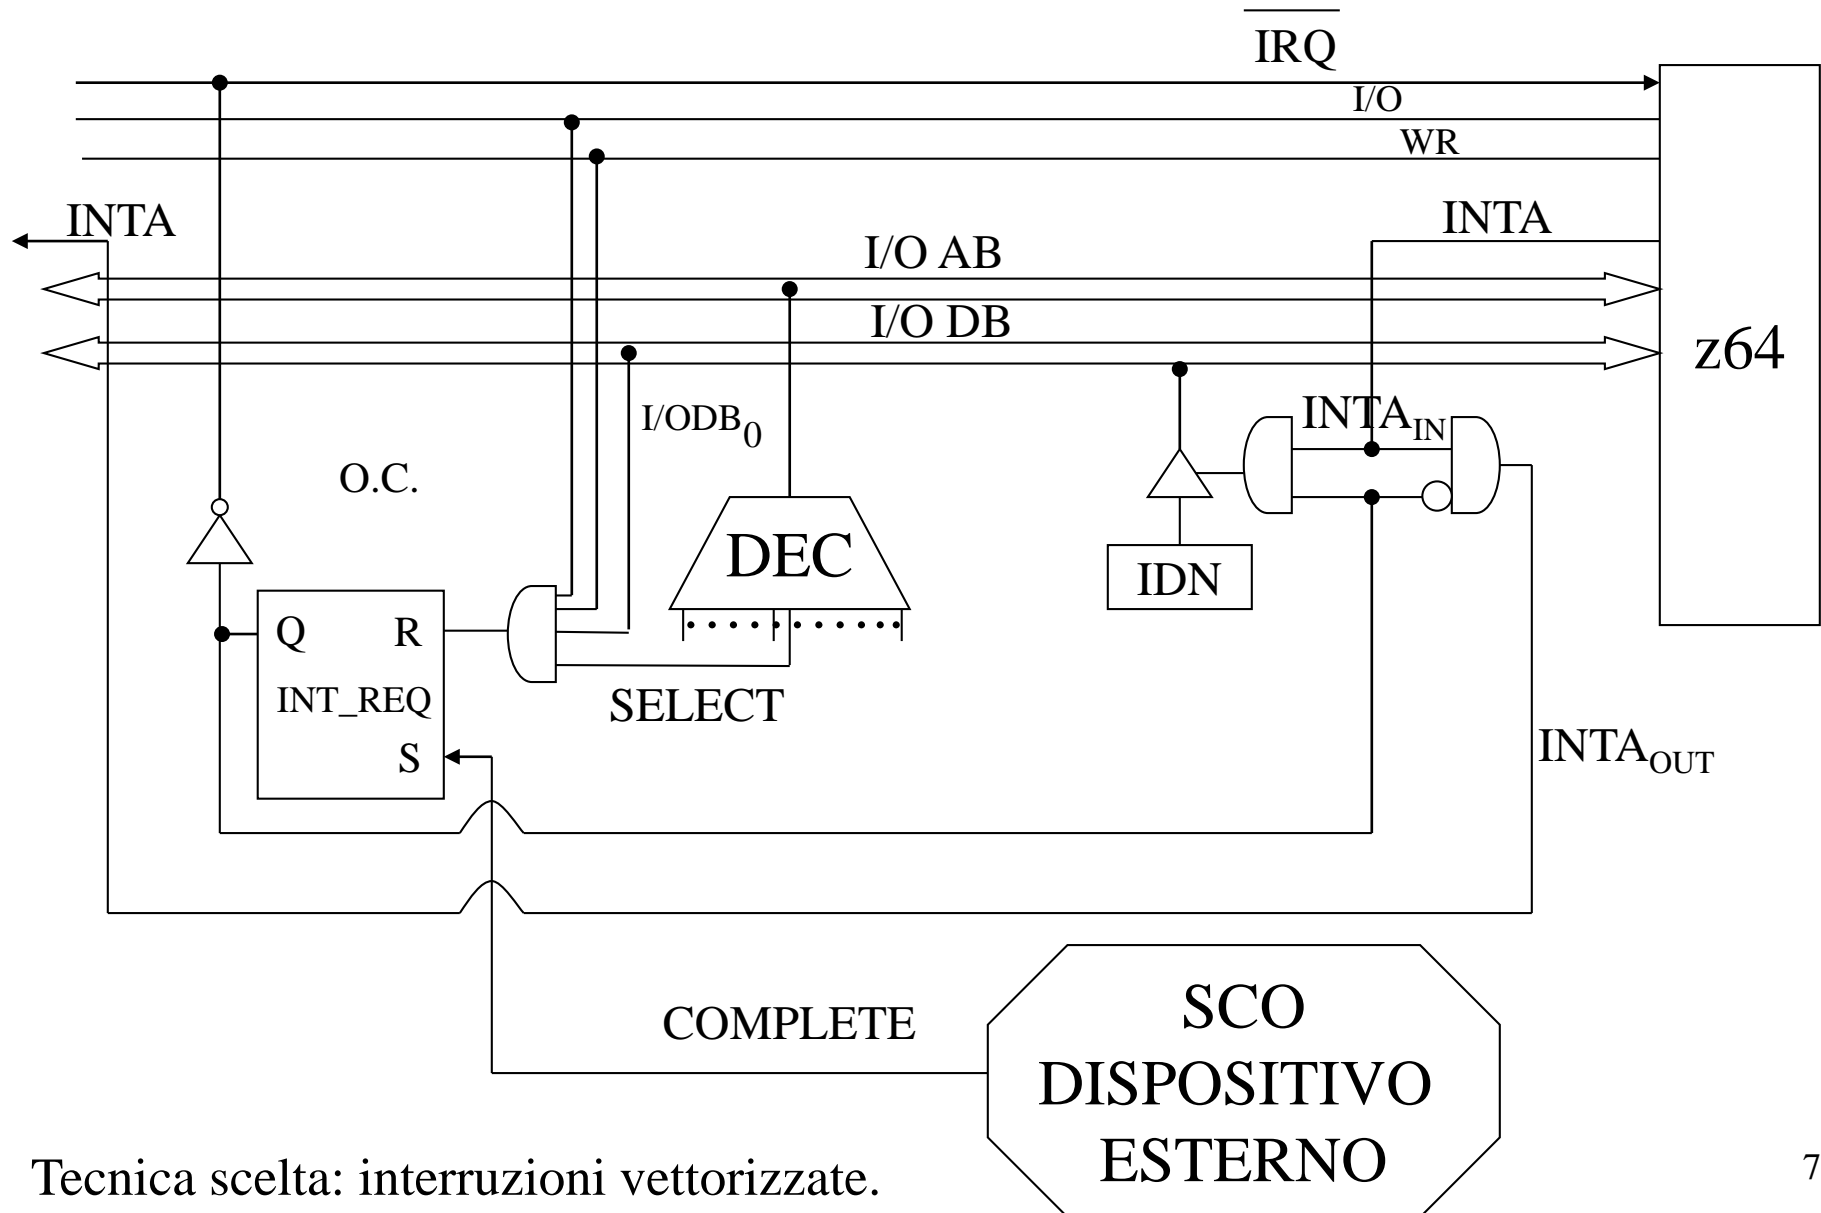 IRQ
I/O
WR
INTA
INTA
I/O AB
I/O DB
z64
I/ODB0
INTAIN
O.C.
DEC
IDN
Q
R
INT_REQ
S
SELECT
INTAOUT
COMPLETE
SCO
DISPOSITIVO
ESTERNO
Tecnica scelta: interruzioni vettorizzate.
7